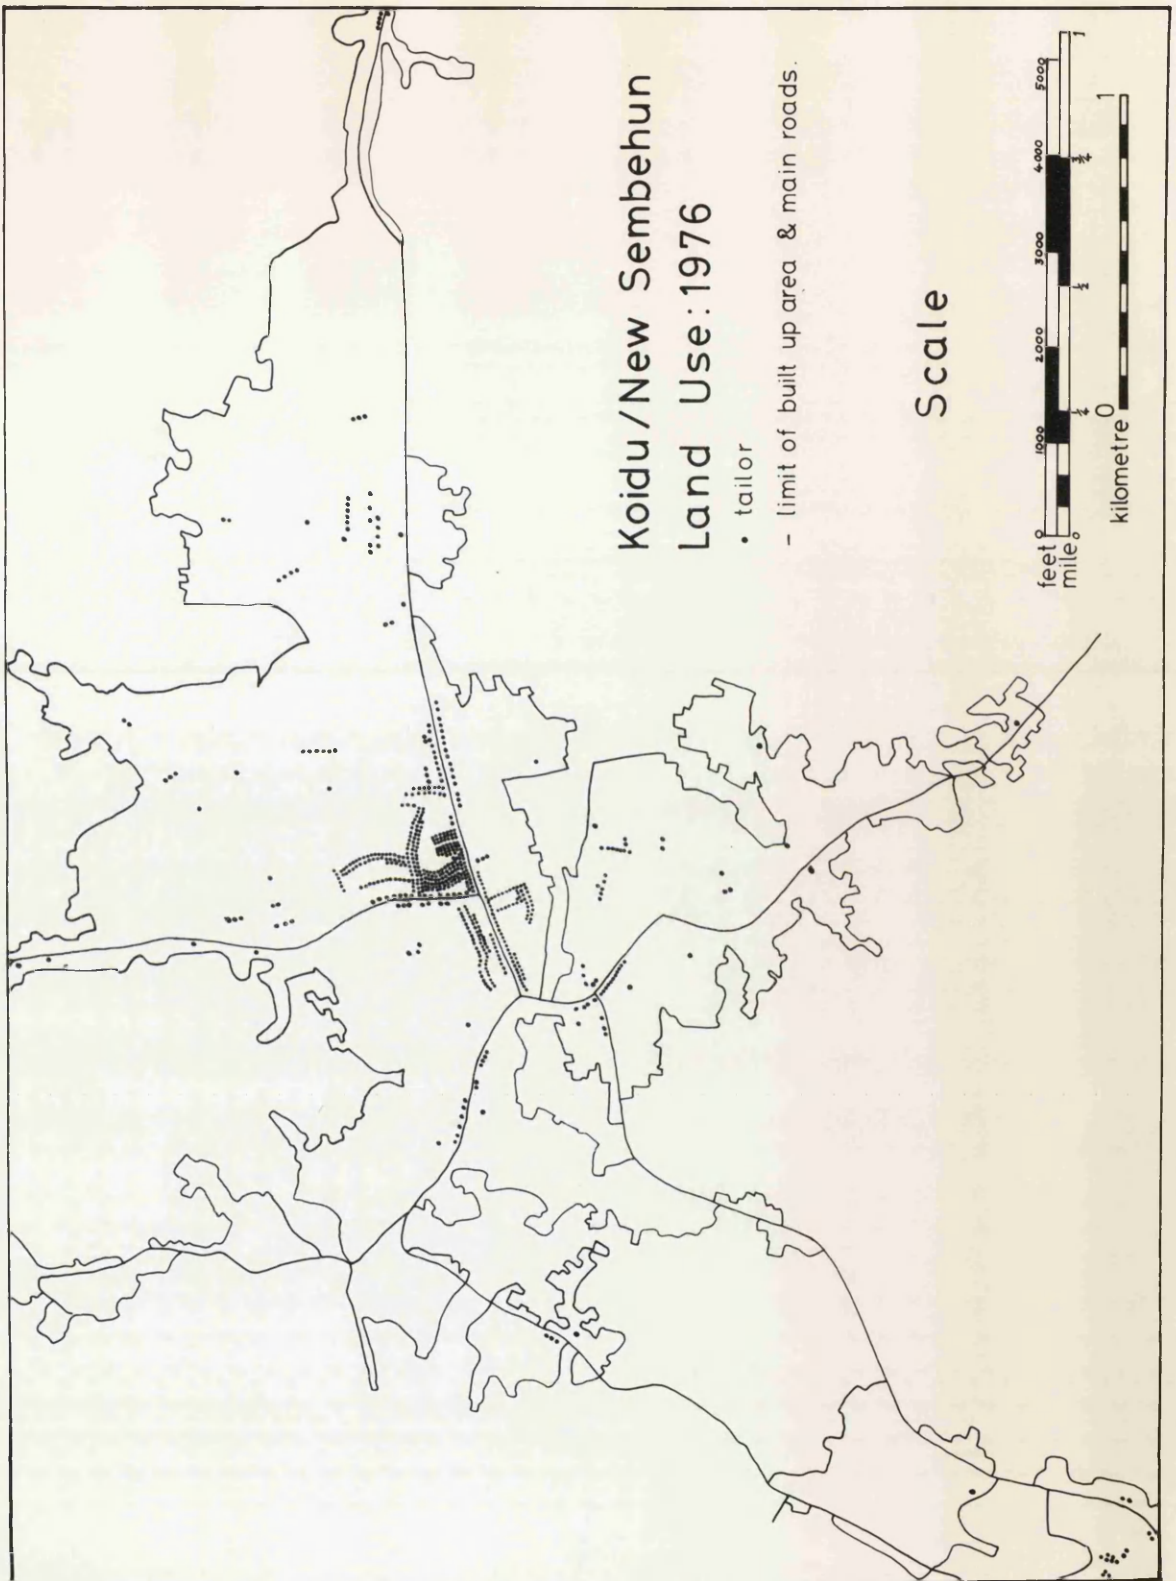 Koidu/New Sembehun
Land Use:1976
• tailor
- limit of built up area & main roads.
Scale
feet 0 1000 2000 3000 4000 5000
mile 0 ¼ ½ ¾ 1
kilometre 0 1